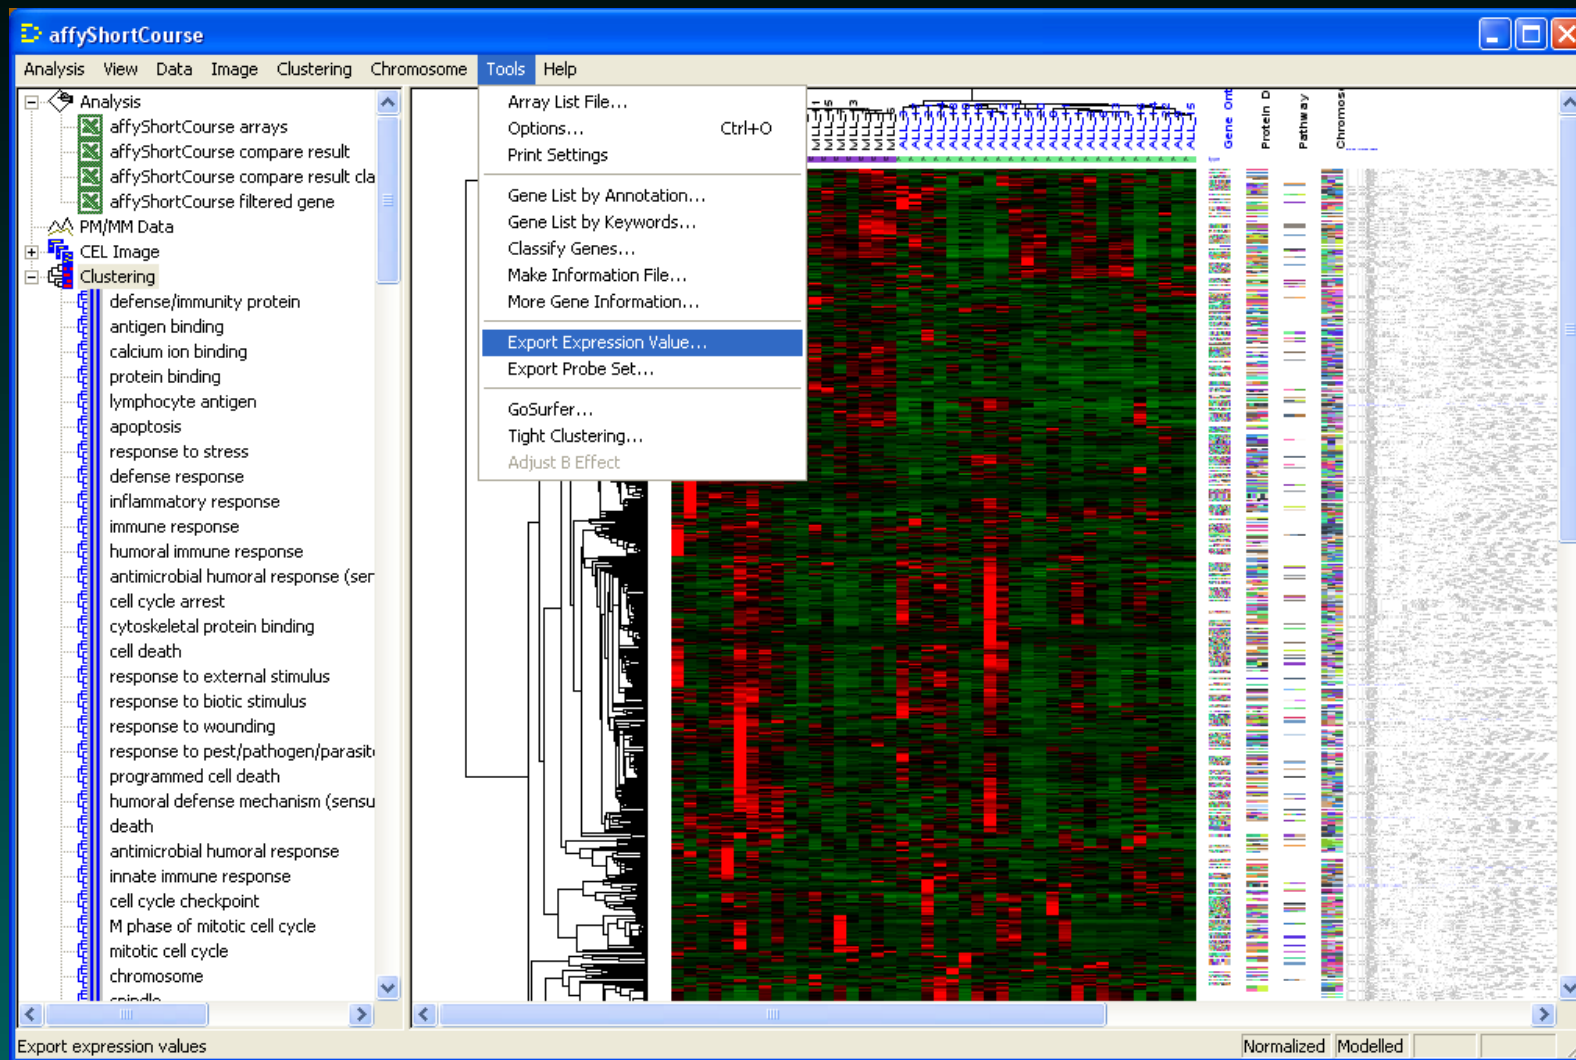 affyShortCourse
Analysis View Data Image Clustering Chromosome Tools Help
Analysis
affyShortCourse arrays
affyShortCourse compare result
affyShortCourse compare result cla
affyShortCourse filtered gene
PM/MM Data
CEL Image
Clustering
defense/immunity protein
antigen binding
calcium ion binding
protein binding
lymphocyte antigen
apoptosis
response to stress
defense response
inflammatory response
immune response
humoral immune response
antimicrobial humoral response (sen
cell cycle arrest
cytoskeletal protein binding
cell death
response to external stimulus
response to biotic stimulus
response to wounding
response to pest/pathogen/parasite
programmed cell death
humoral defense mechanism (sensu
death
antimicrobial humoral response
innate immune response
cell cycle checkpoint
M phase of mitotic cell cycle
mitotic cell cycle
chromosome
spindle
Array List File...
Options... Ctrl+O
Print Settings
Gene List by Annotation...
Gene List by Keywords...
Classify Genes...
Make Information File...
More Gene Information...
Export Expression Value...
Export Probe Set...
GoSurfer...
Tight Clustering...
Adjust B Effect
Gene Ont
Protein D
Pathway
Chromos
Export expression values
Normalized Modelled